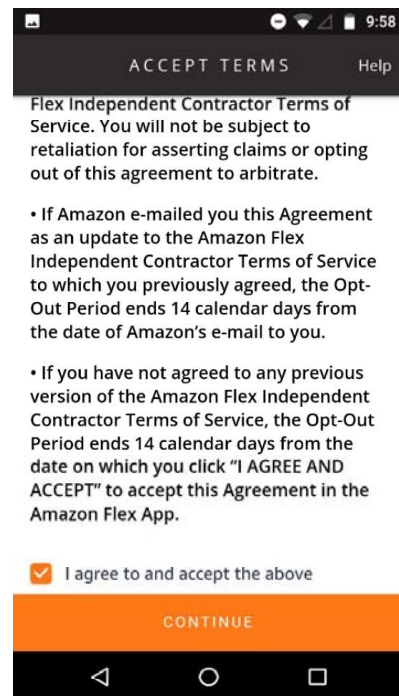 9:58
ACCEPT TERMS Help
Flex Independent Contractor Terms of
Service. You will not be subject to
retaliation for asserting claims or opting
out of this agreement to arbitrate.
• If Amazon e-mailed you this Agreement
as an update to the Amazon Flex
Independent Contractor Terms of Service
to which you previously agreed, the Opt-
Out Period ends 14 calendar days from
the date of Amazon’s e-mail to you.
• If you have not agreed to any previous
version of the Amazon Flex Independent
Contractor Terms of Service, the Opt-Out
Period ends 14 calendar days from the
date on which you click “I AGREE AND
ACCEPT” to accept this Agreement in the
Amazon Flex App.
I agree to and accept the above
CONTINUE